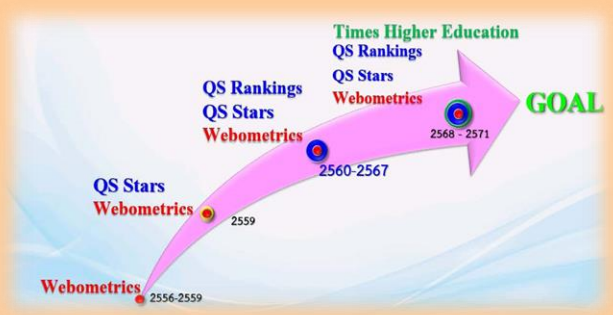 Times Higher Education
QS Rankings
QS Stars
Webometrics
GOAL
2568 - 2571
QS Rankings
QS Stars
Webometrics
2560-2567
QS Stars
Webometrics
2559
Webometrics
2556-2559